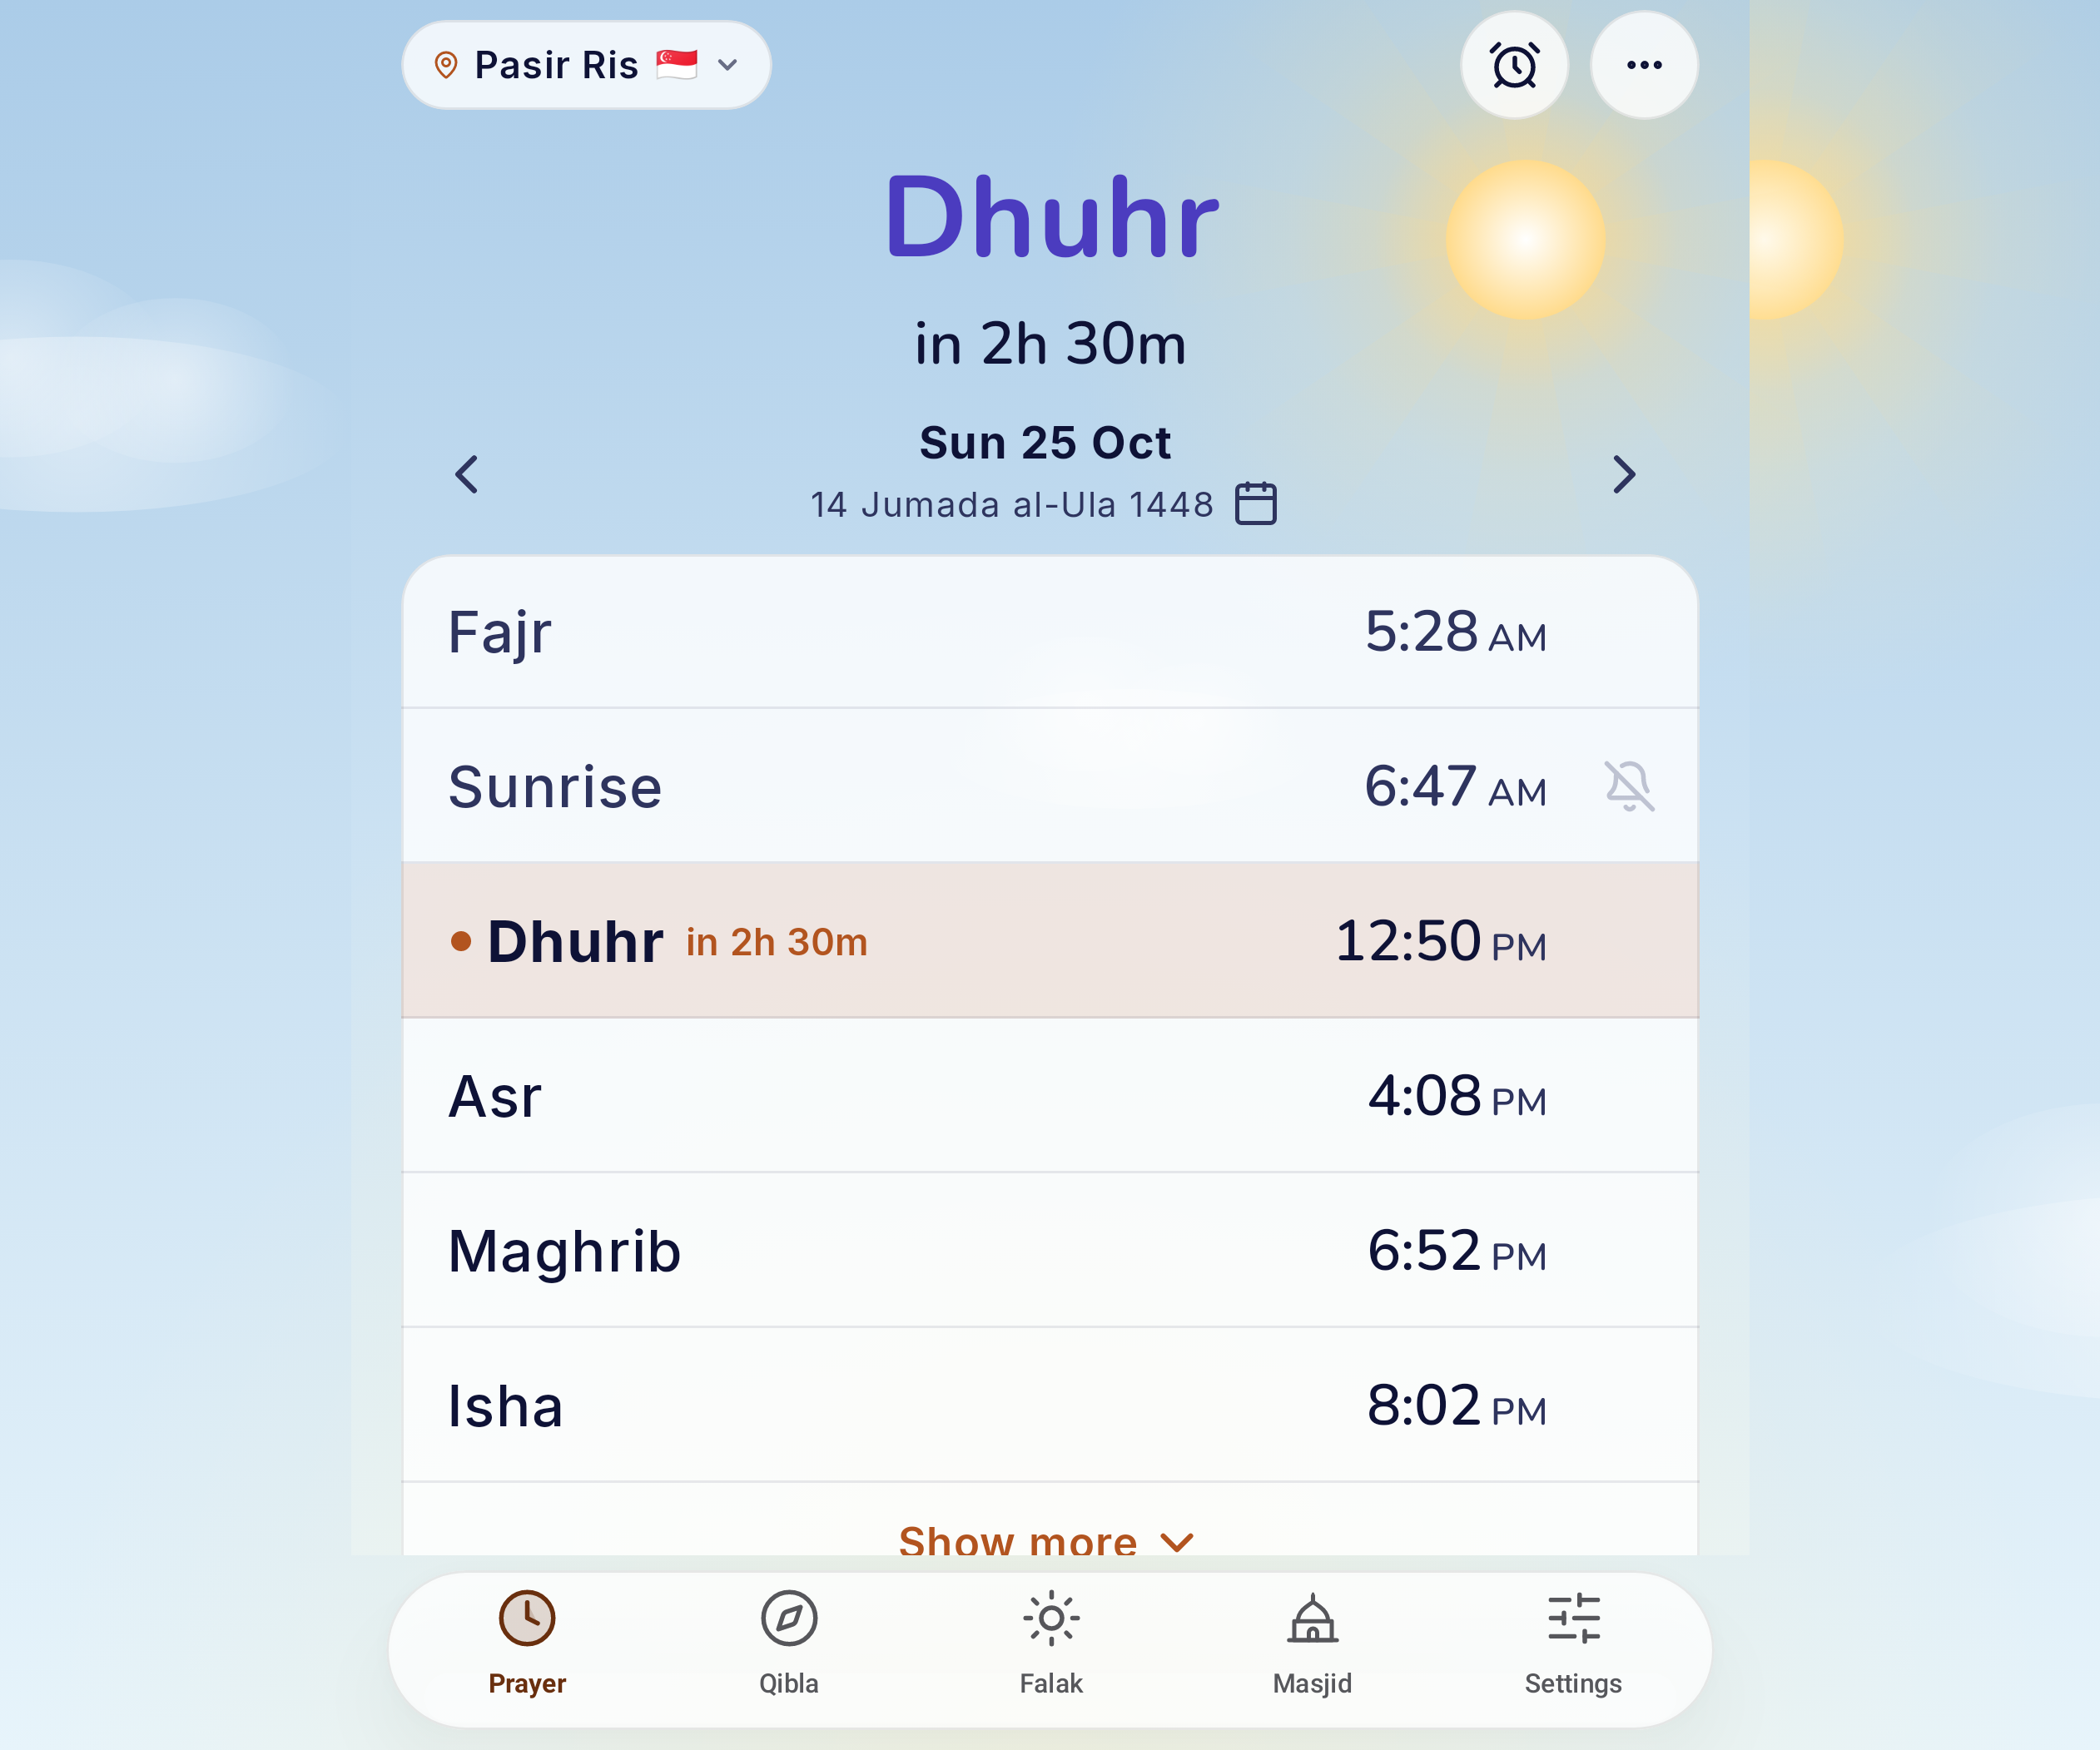 Pasir Ris 🇸🇬
Dhuhr
in 2h 30m
Sun 25 Oct
14 Jumada al-Ula 1448
Fajr 5:28 AM
Sunrise 6:47 AM
Dhuhr in 2h 30m 12:50 PM
Asr 4:08 PM
Maghrib 6:52 PM
Isha 8:02 PM
Show more
Prayer Qibla Falak Masjid Settings